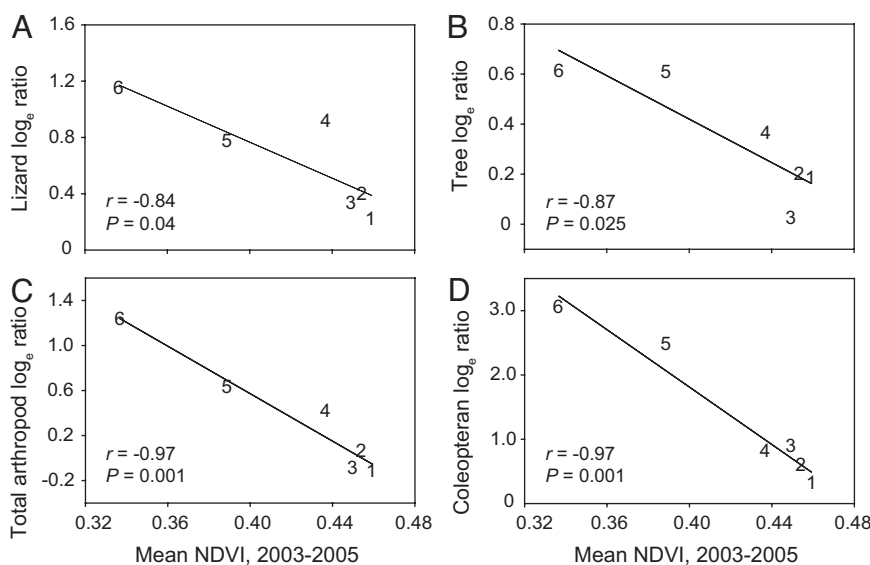 A
Lizard logₑ ratio
1.6
1.2
0.8
0.4
0
6
5
4
3
2
1
r = -0.84
P = 0.04
B
Tree logₑ ratio
0.8
0.6
0.4
0.2
0
6
5
4
2
1
3
r = -0.87
P = 0.025
C
Total arthropod logₑ ratio
1.4
1.0
0.6
0.2
-0.2
6
5
4
2
3
1
r = -0.97
P = 0.001
0.32
0.36
0.40
0.44
0.48
Mean NDVI, 2003-2005
D
Coleopteran logₑ ratio
3.0
2.0
1.0
0
6
5
4
3
2
1
r = -0.97
P = 0.001
0.32
0.36
0.40
0.44
0.48
Mean NDVI, 2003-2005